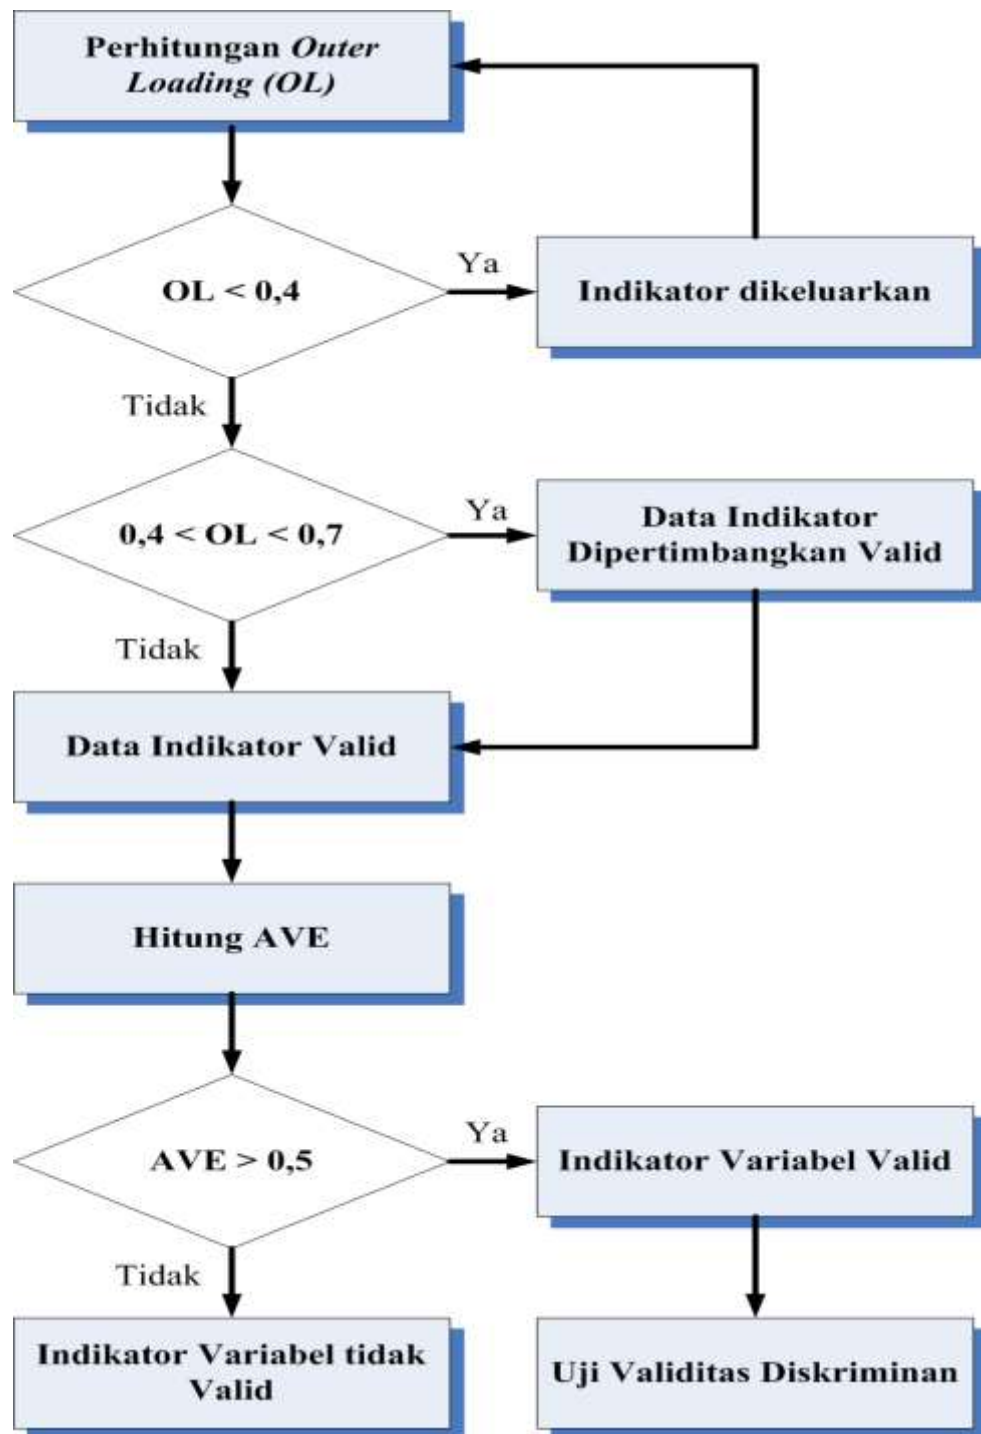 Perhitungan Outer
Loading (OL)
OL < 0,4
Ya
Indikator dikeluarkan
Tidak
0,4 < OL < 0,7
Ya
Data Indikator
Dipertimbangkan Valid
Tidak
Data Indikator Valid
Hitung AVE
AVE > 0,5
Ya
Indikator Variabel Valid
Tidak
Indikator Variabel tidak
Valid
Uji Validitas Diskriminan